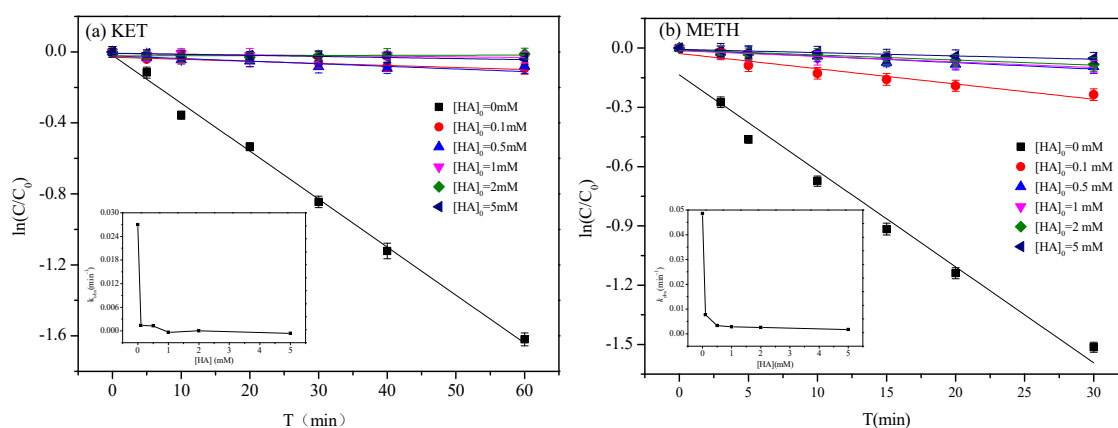 (a) KET
ln(C/C0)
0.0
-0.4
-0.8
-1.2
-1.6
0 10 20 30 40 50 60
T（min）
[HA]0=0mM
[HA]0=0.1mM
[HA]0=0.5mM
[HA]0=1mM
[HA]0=2mM
[HA]0=5mM
kobs(min-1)
0.030
0.024
0.018
0.012
0.006
0.000
0 1 2 3 4 5
[HA] (mM)
(b) METH
ln(C/C0)
0.0
-0.3
-0.6
-0.9
-1.2
-1.5
0 5 10 15 20 25 30
T(min)
[HA]0=0 mM
[HA]0=0.1 mM
[HA]0=0.5 mM
[HA]0=1 mM
[HA]0=2 mM
[HA]0=5 mM
kobs(min-1)
0.05
0.04
0.03
0.02
0.01
0.00
0 1 2 3 4 5
[HA](mM)